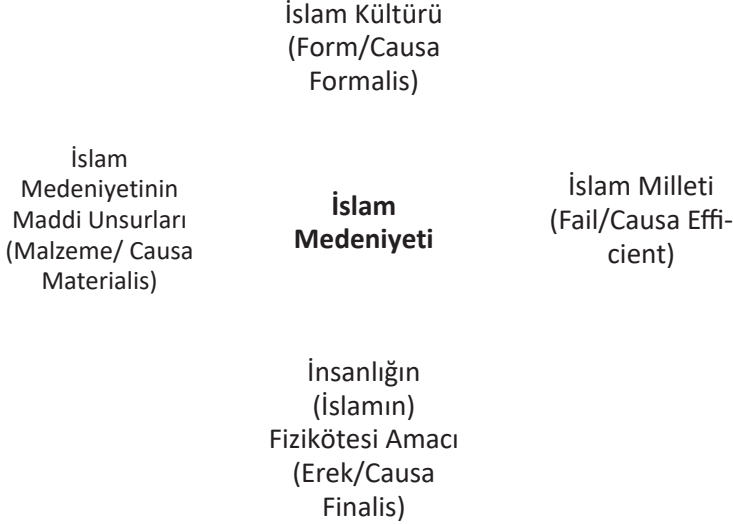 İslam Kültürü
(Form/Causa
Formalis)
İslam
Medeniyetinin
Maddi Unsurları
(Malzeme/ Causa
Materialis)
İslam
Medeniyeti
İslam Milleti
(Fail/Causa Effi-
cient)
İnsanlığın
(İslamın)
Fizikötesi Amacı
(Erek/Causa
Finalis)